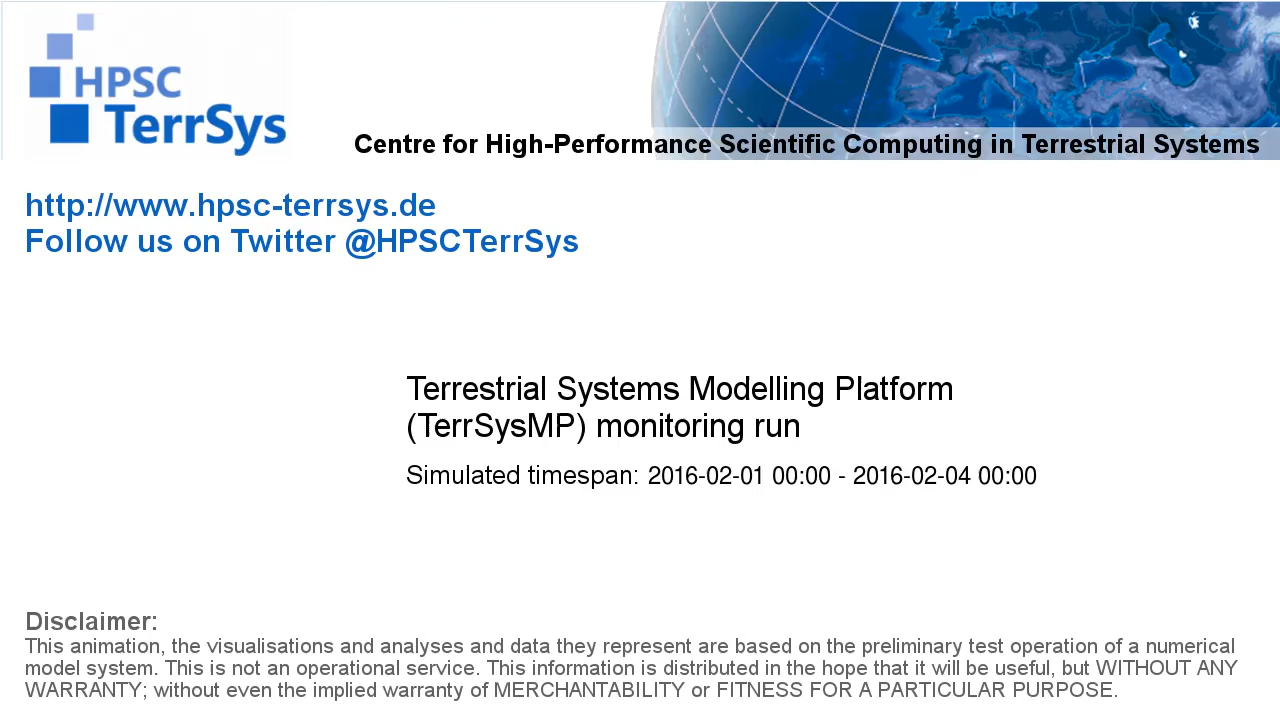 HPSC
TerrSys
Centre for High-Performance Scientific Computing in Terrestrial Systems
http://www.hpsc-terrsys.de
Follow us on Twitter @HPSCTerrSys
Terrestrial Systems Modelling Platform
(TerrSysMP) monitoring run
Simulated timespan: 2016-02-01 00:00 - 2016-02-04 00:00
Disclaimer:
This animation, the visualisations and analyses and data they represent are based on the preliminary test operation of a numerical
model system. This is not an operational service. This information is distributed in the hope that it will be useful, but WITHOUT ANY
WARRANTY; without even the implied warranty of MERCHANTABILITY or FITNESS FOR A PARTICULAR PURPOSE.